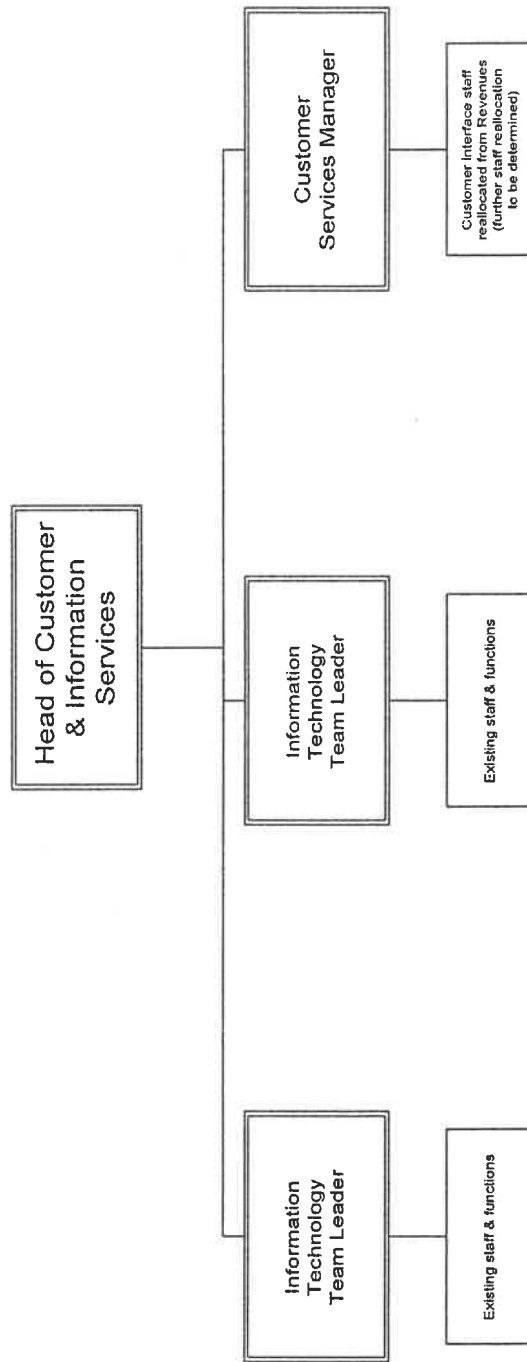 Head of Customer
& Information
Services
Information
Technology
Team Leader
Information
Technology
Team Leader
Customer
Services Manager
Existing staff & functions
Existing staff & functions
Customer Interface staff
reallocated from Revenues
(further staff reallocation
to be determined)